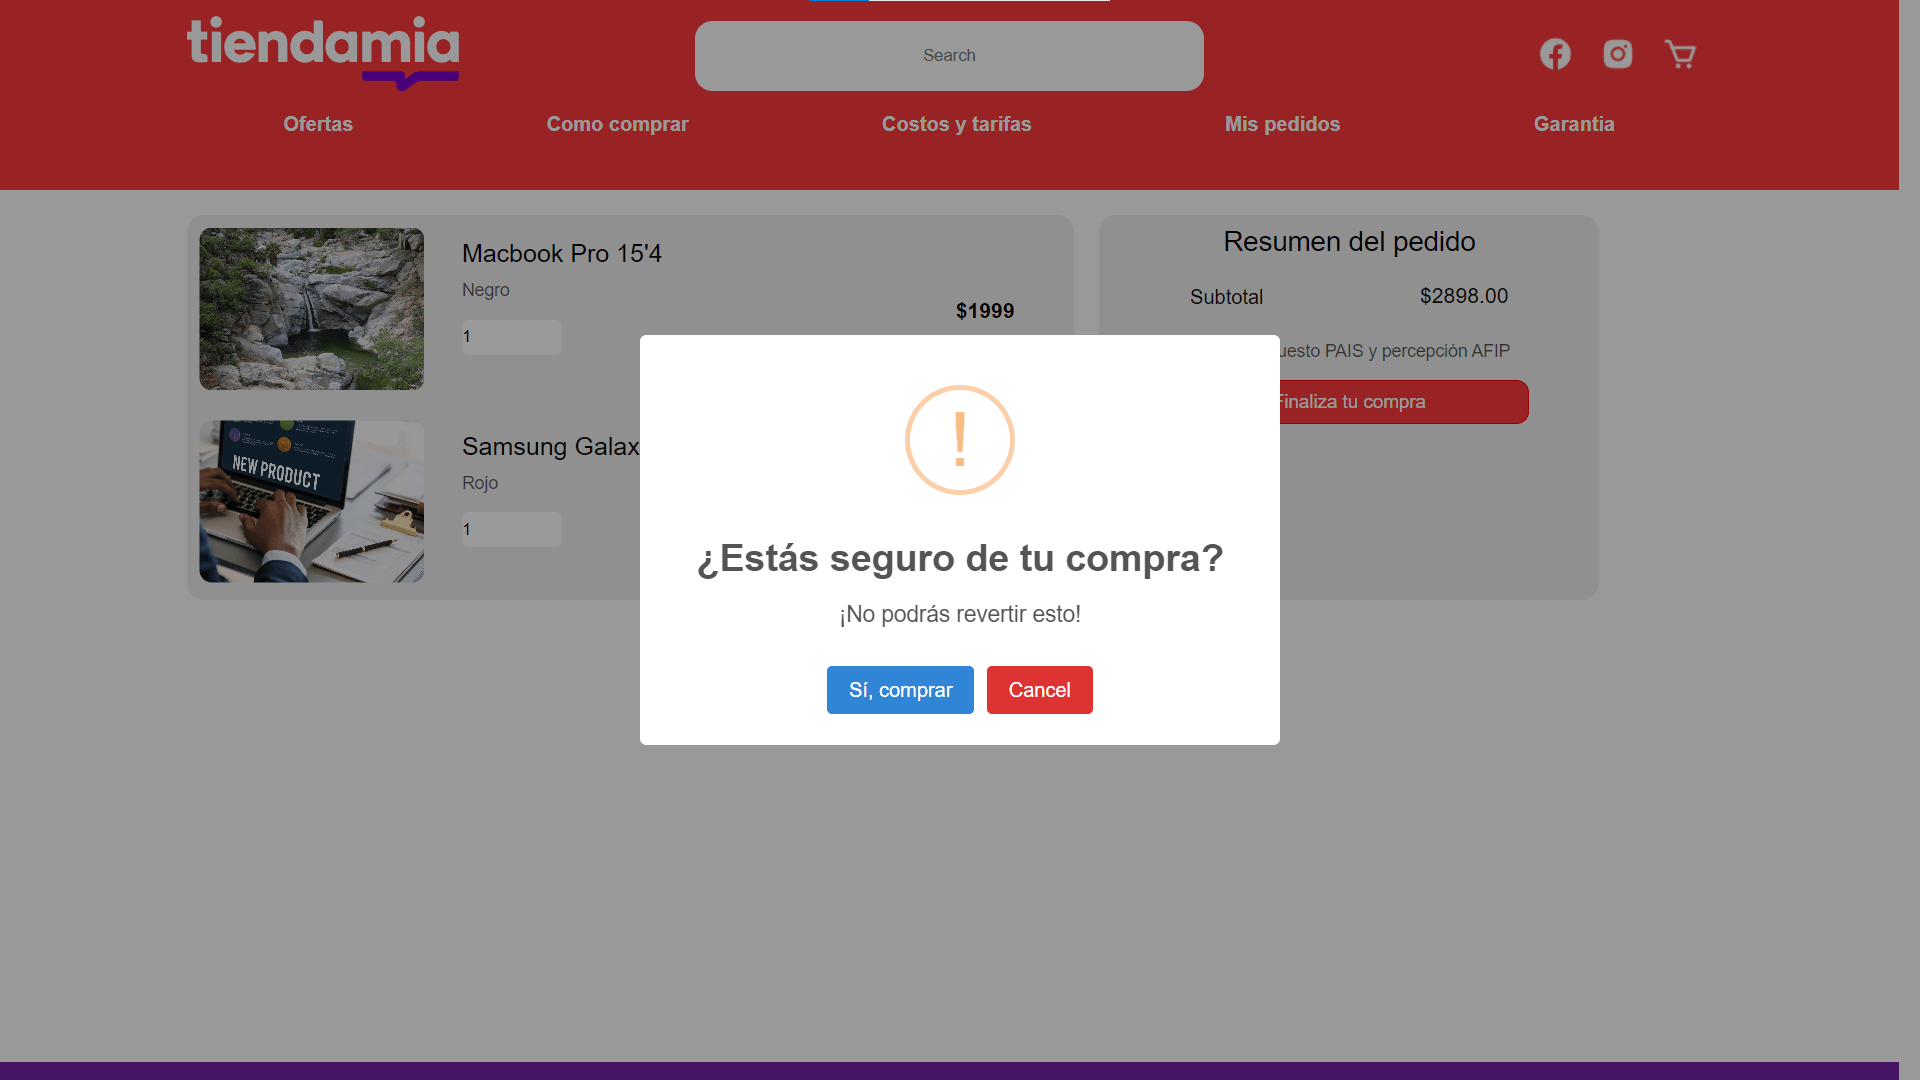 tiendamia
Search
Ofertas
Como comprar
Costos y tarifas
Mis pedidos
Garantia
Macbook Pro 15'4
Negro
1
$1999
NEW PRODUCT
Samsung Galax
Rojo
1
Resumen del pedido
Subtotal
$2898.00
uesto PAIS y percepción AFIP
Finaliza tu compra
!
¿Estás seguro de tu compra?
¡No podrás revertir esto!
Sí, comprar
Cancel